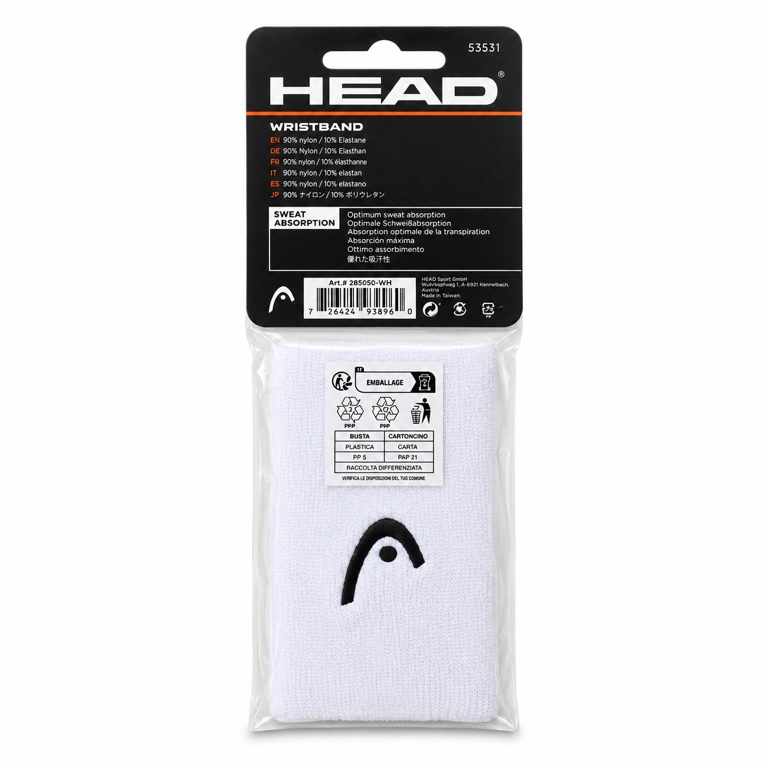 53531
HEAD®
WRISTBAND
EN 90% nylon / 10% Elastane
DE 90% Nylon / 10% Elasthan
FR 90% nylon / 10% élasthanne
IT 90% nylon / 10% elastan
ES 90% nylon / 10% elastano
JP 90% ナイロン / 10% ポリウレタン
SWEAT
ABSORPTION
Optimum sweat absorption
Optimale Schweißabsorption
Absorption optimale de la transpiration
Absorción máxima
Ottimo assorbimento
優れた吸汗性
Art.# 285050-WH
7 26424 93896 0
HEAD Sport GmbH
Wuhrkopfweg 1, A-6921 Kennelbach,
Austria
Made in Taiwan
PP
EMBALLAGE
BUSTA CARTONCINO
PLASTICA CARTA
PP 5 PAP 21
RACCOLTA DIFFERENZIATA
VERIFICA LE DISPOSIZIONI DEL TUO COMUNE